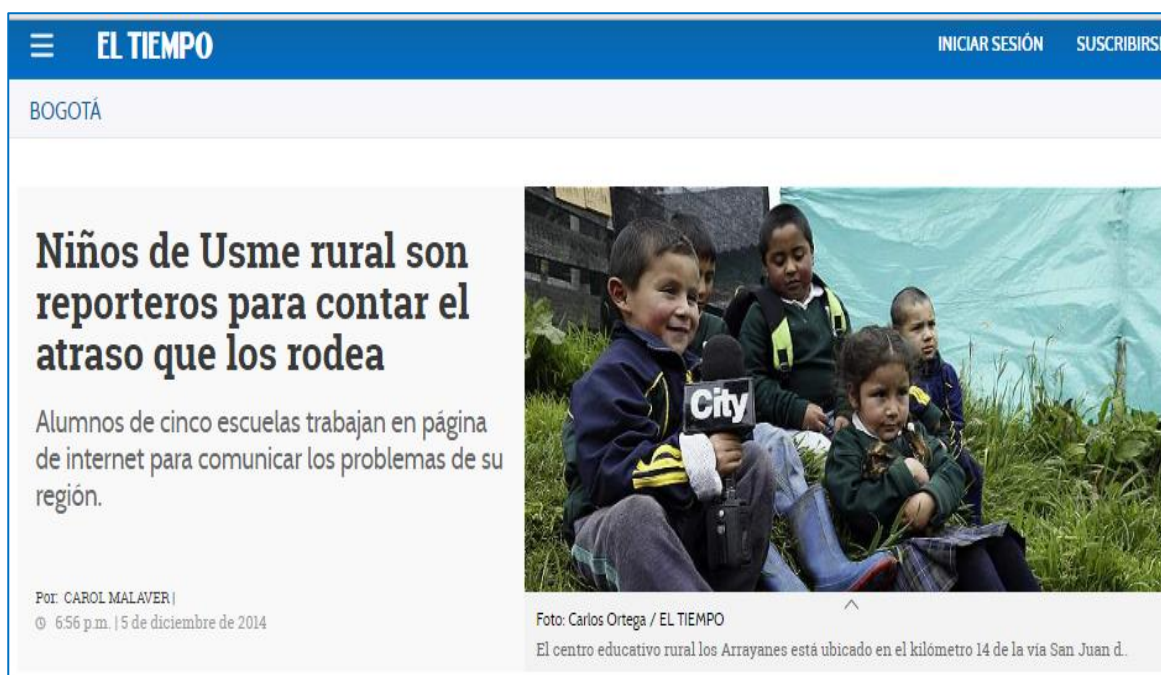 EL TIEMPO
INICIAR SESIÓN
SUSCRIBIRSE
BOGOTÁ
Niños de Usme rural son
reporteros para contar el
atraso que los rodea
Alumnos de cinco escuelas trabajan en página
de internet para comunicar los problemas de su
región.
Por: CAROL MALAVER |
6:56 p.m. | 5 de diciembre de 2014
City
Foto: Carlos Ortega / EL TIEMPO
El centro educativo rural los Arrayanes está ubicado en el kilómetro 14 de la vía San Juan d..